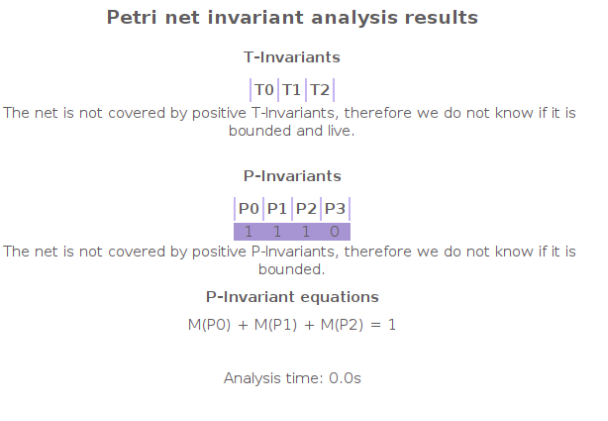 Petri net invariant analysis results
T-Invariants
T0 T1 T2
The net is not covered by positive T-Invariants, therefore we do not know if it is
bounded and live.
P-Invariants
P0 P1 P2 P3
1 1 1 0
The net is not covered by positive P-Invariants, therefore we do not know if it is
bounded.
P-Invariant equations
M(P0) + M(P1) + M(P2) = 1
Analysis time: 0.0s